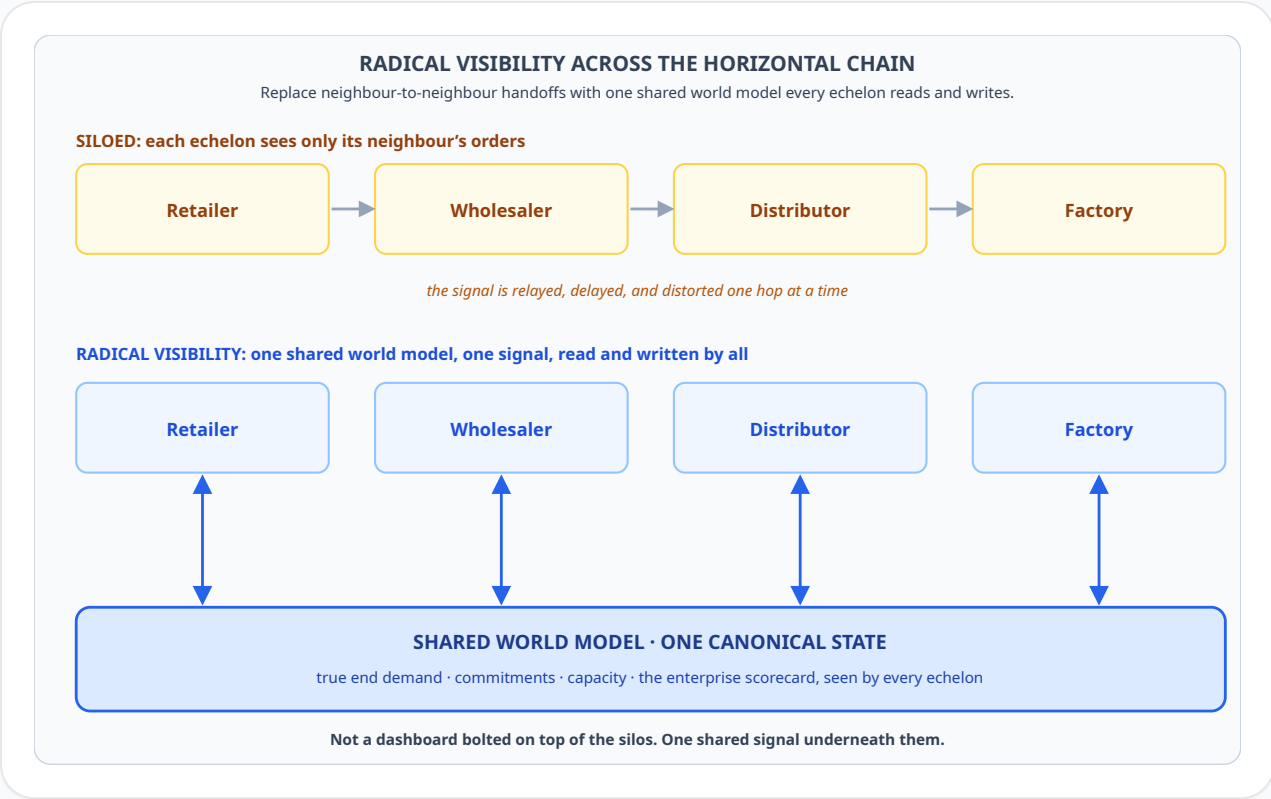 RADICAL VISIBILITY ACROSS THE HORIZONTAL CHAIN
Replace neighbour-to-neighbour handoffs with one shared world model every echelon reads and writes.
SILOED: each echelon sees only its neighbour’s orders
Retailer
Wholesaler
Distributor
Factory
the signal is relayed, delayed, and distorted one hop at a time
RADICAL VISIBILITY: one shared world model, one signal, read and written by all
Retailer
Wholesaler
Distributor
Factory
SHARED WORLD MODEL · ONE CANONICAL STATE
true end demand · commitments · capacity · the enterprise scorecard, seen by every echelon
Not a dashboard bolted on top of the silos. One shared signal underneath them.